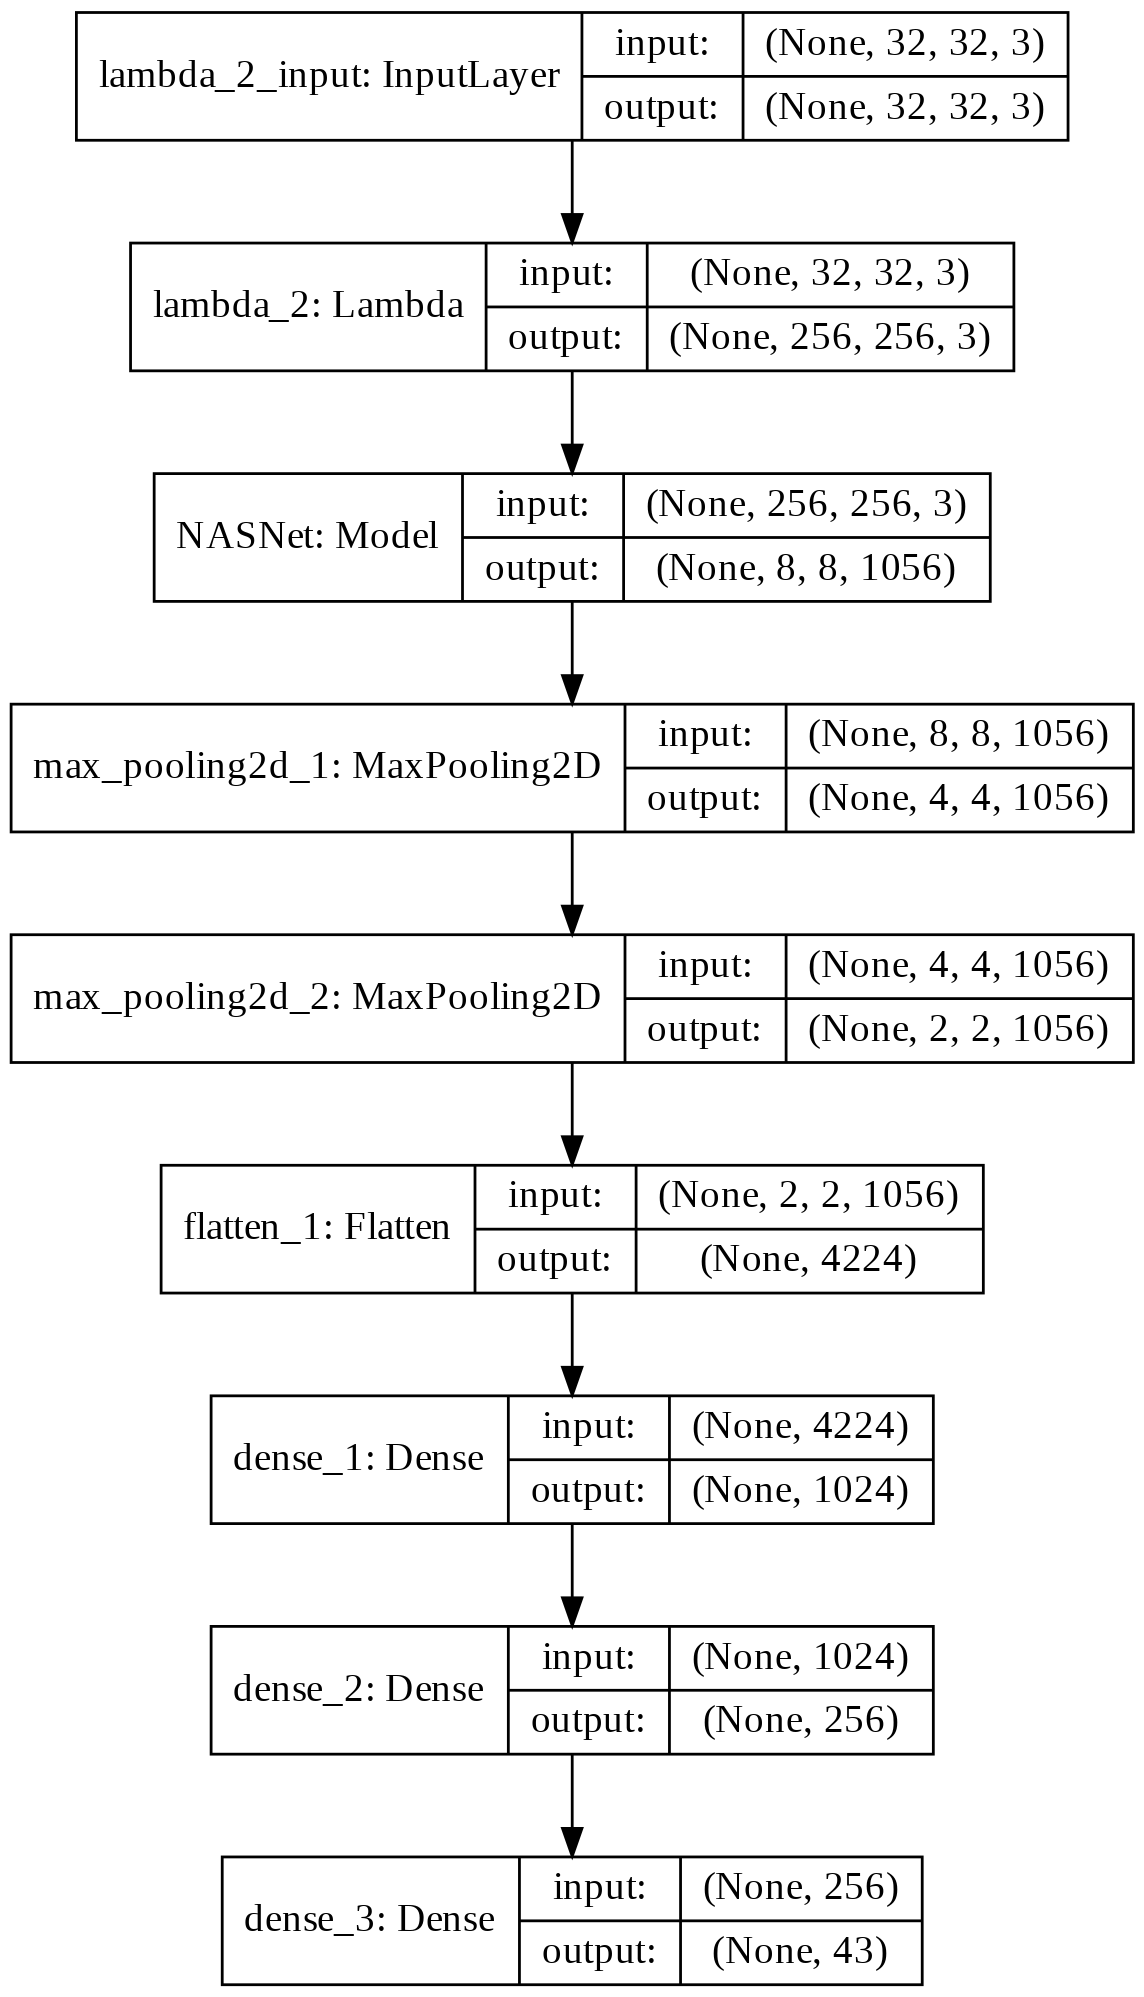 lambda_2_input: InputLayer
input:
(None, 32, 32, 3)
output:
(None, 32, 32, 3)
lambda_2: Lambda
input:
(None, 32, 32, 3)
output:
(None, 256, 256, 3)
NASNet: Model
input:
(None, 256, 256, 3)
output:
(None, 8, 8, 1056)
max_pooling2d_1: MaxPooling2D
input:
(None, 8, 8, 1056)
output:
(None, 4, 4, 1056)
max_pooling2d_2: MaxPooling2D
input:
(None, 4, 4, 1056)
output:
(None, 2, 2, 1056)
flatten_1: Flatten
input:
(None, 2, 2, 1056)
output:
(None, 4224)
dense_1: Dense
input:
(None, 4224)
output:
(None, 1024)
dense_2: Dense
input:
(None, 1024)
output:
(None, 256)
dense_3: Dense
input:
(None, 256)
output:
(None, 43)